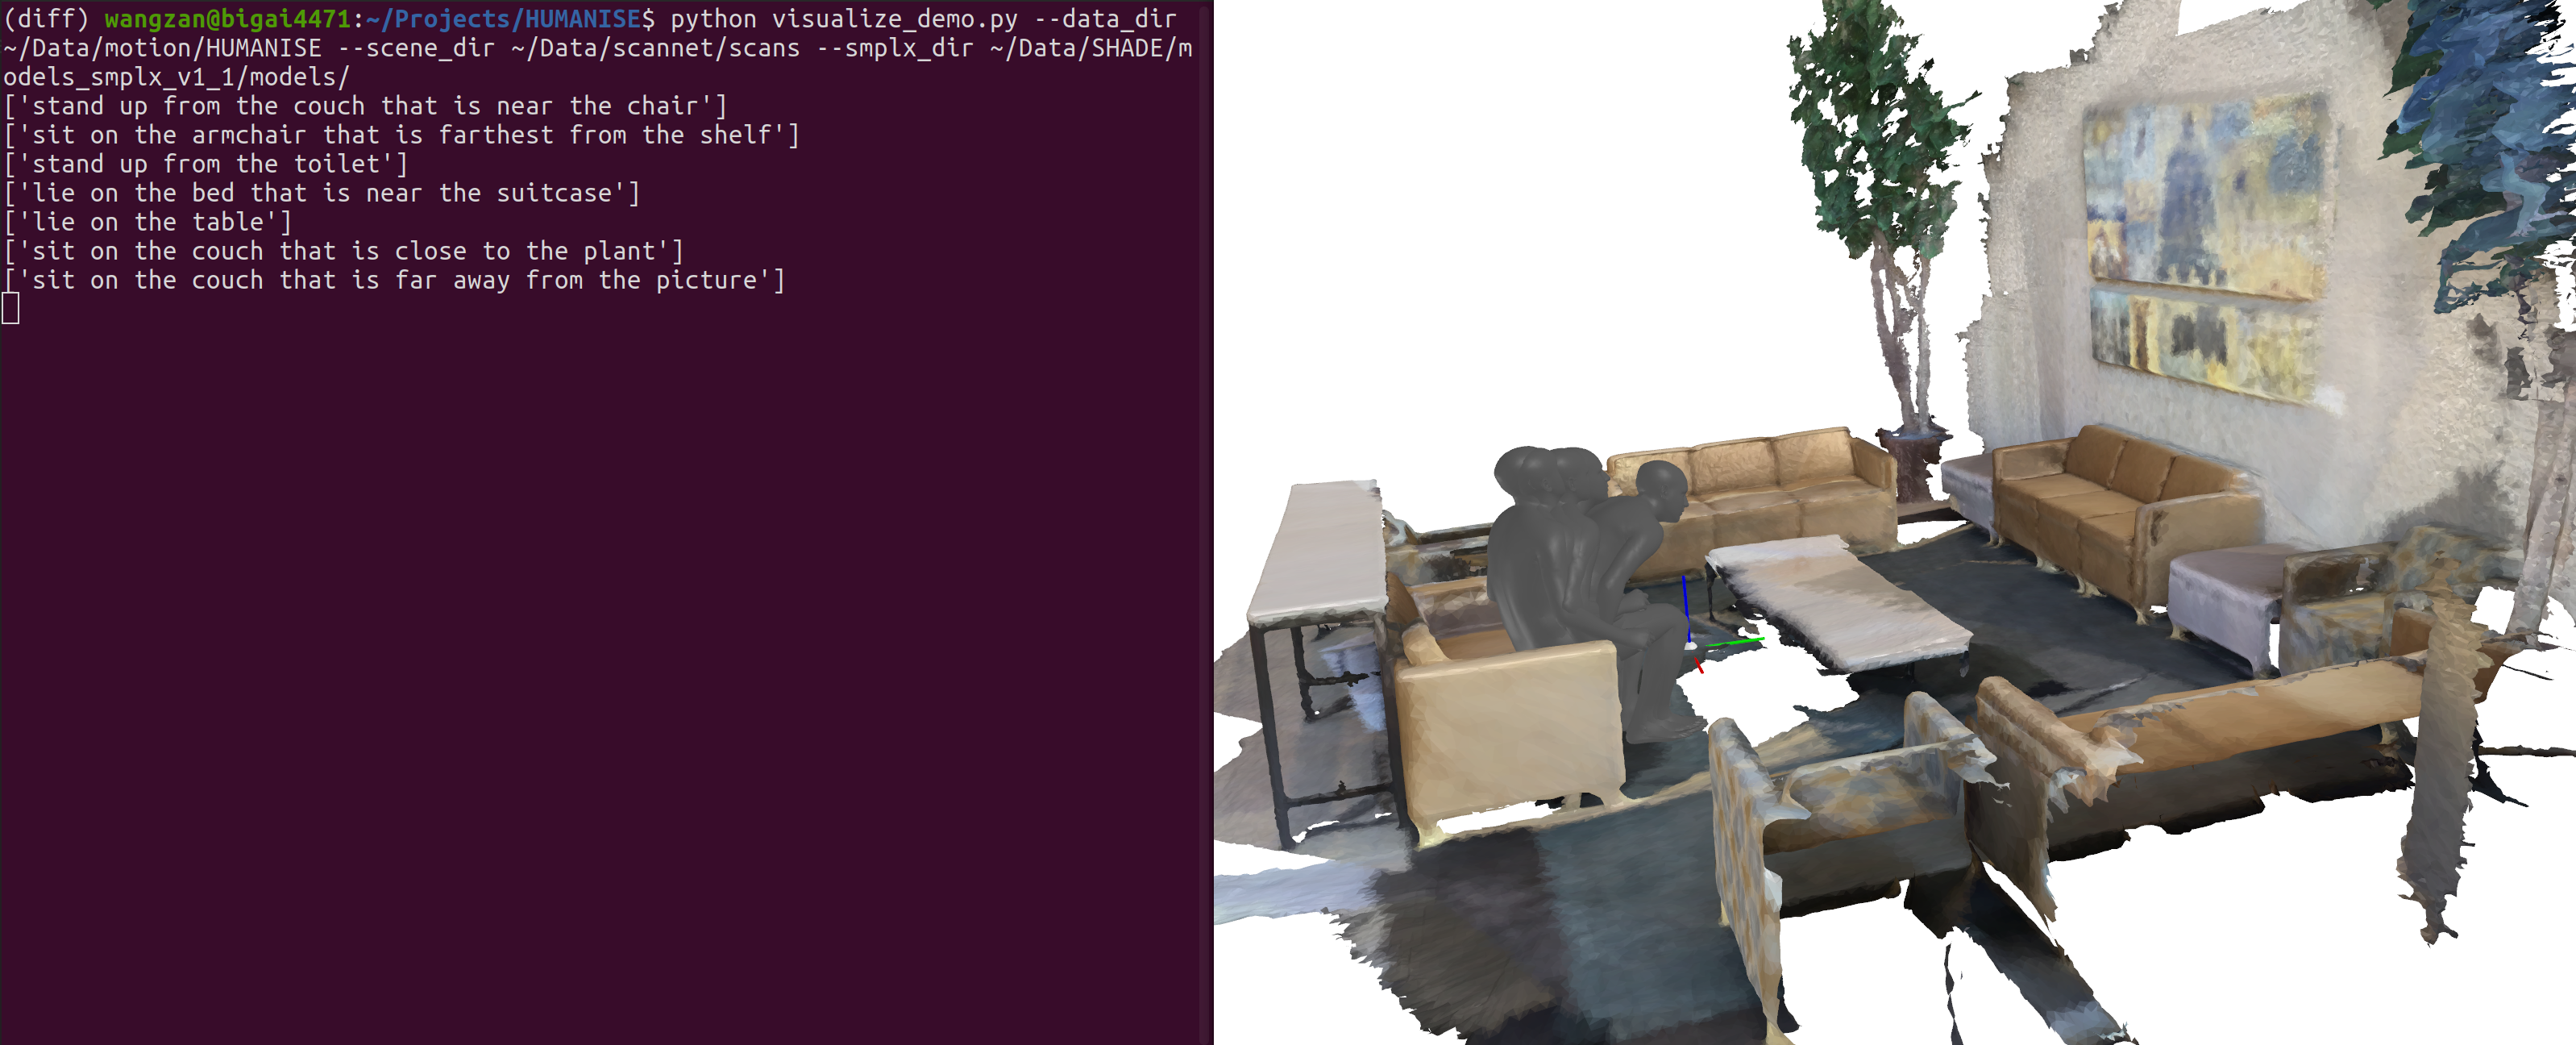 (diff) wangzan@bigai4471:~/Projects/HUMANISE$ python visualize_demo.py --data_dir
~/Data/motion/HUMANISE --scene_dir ~/Data/scannet/scans --smplx_dir ~/Data/SHADE/m
odels_smplx_v1_1/models/
['stand up from the couch that is near the chair']
['sit on the armchair that is farthest from the shelf']
['stand up from the toilet']
['lie on the bed that is near the suitcase']
['lie on the table']
['sit on the couch that is close to the plant']
['sit on the couch that is far away from the picture']